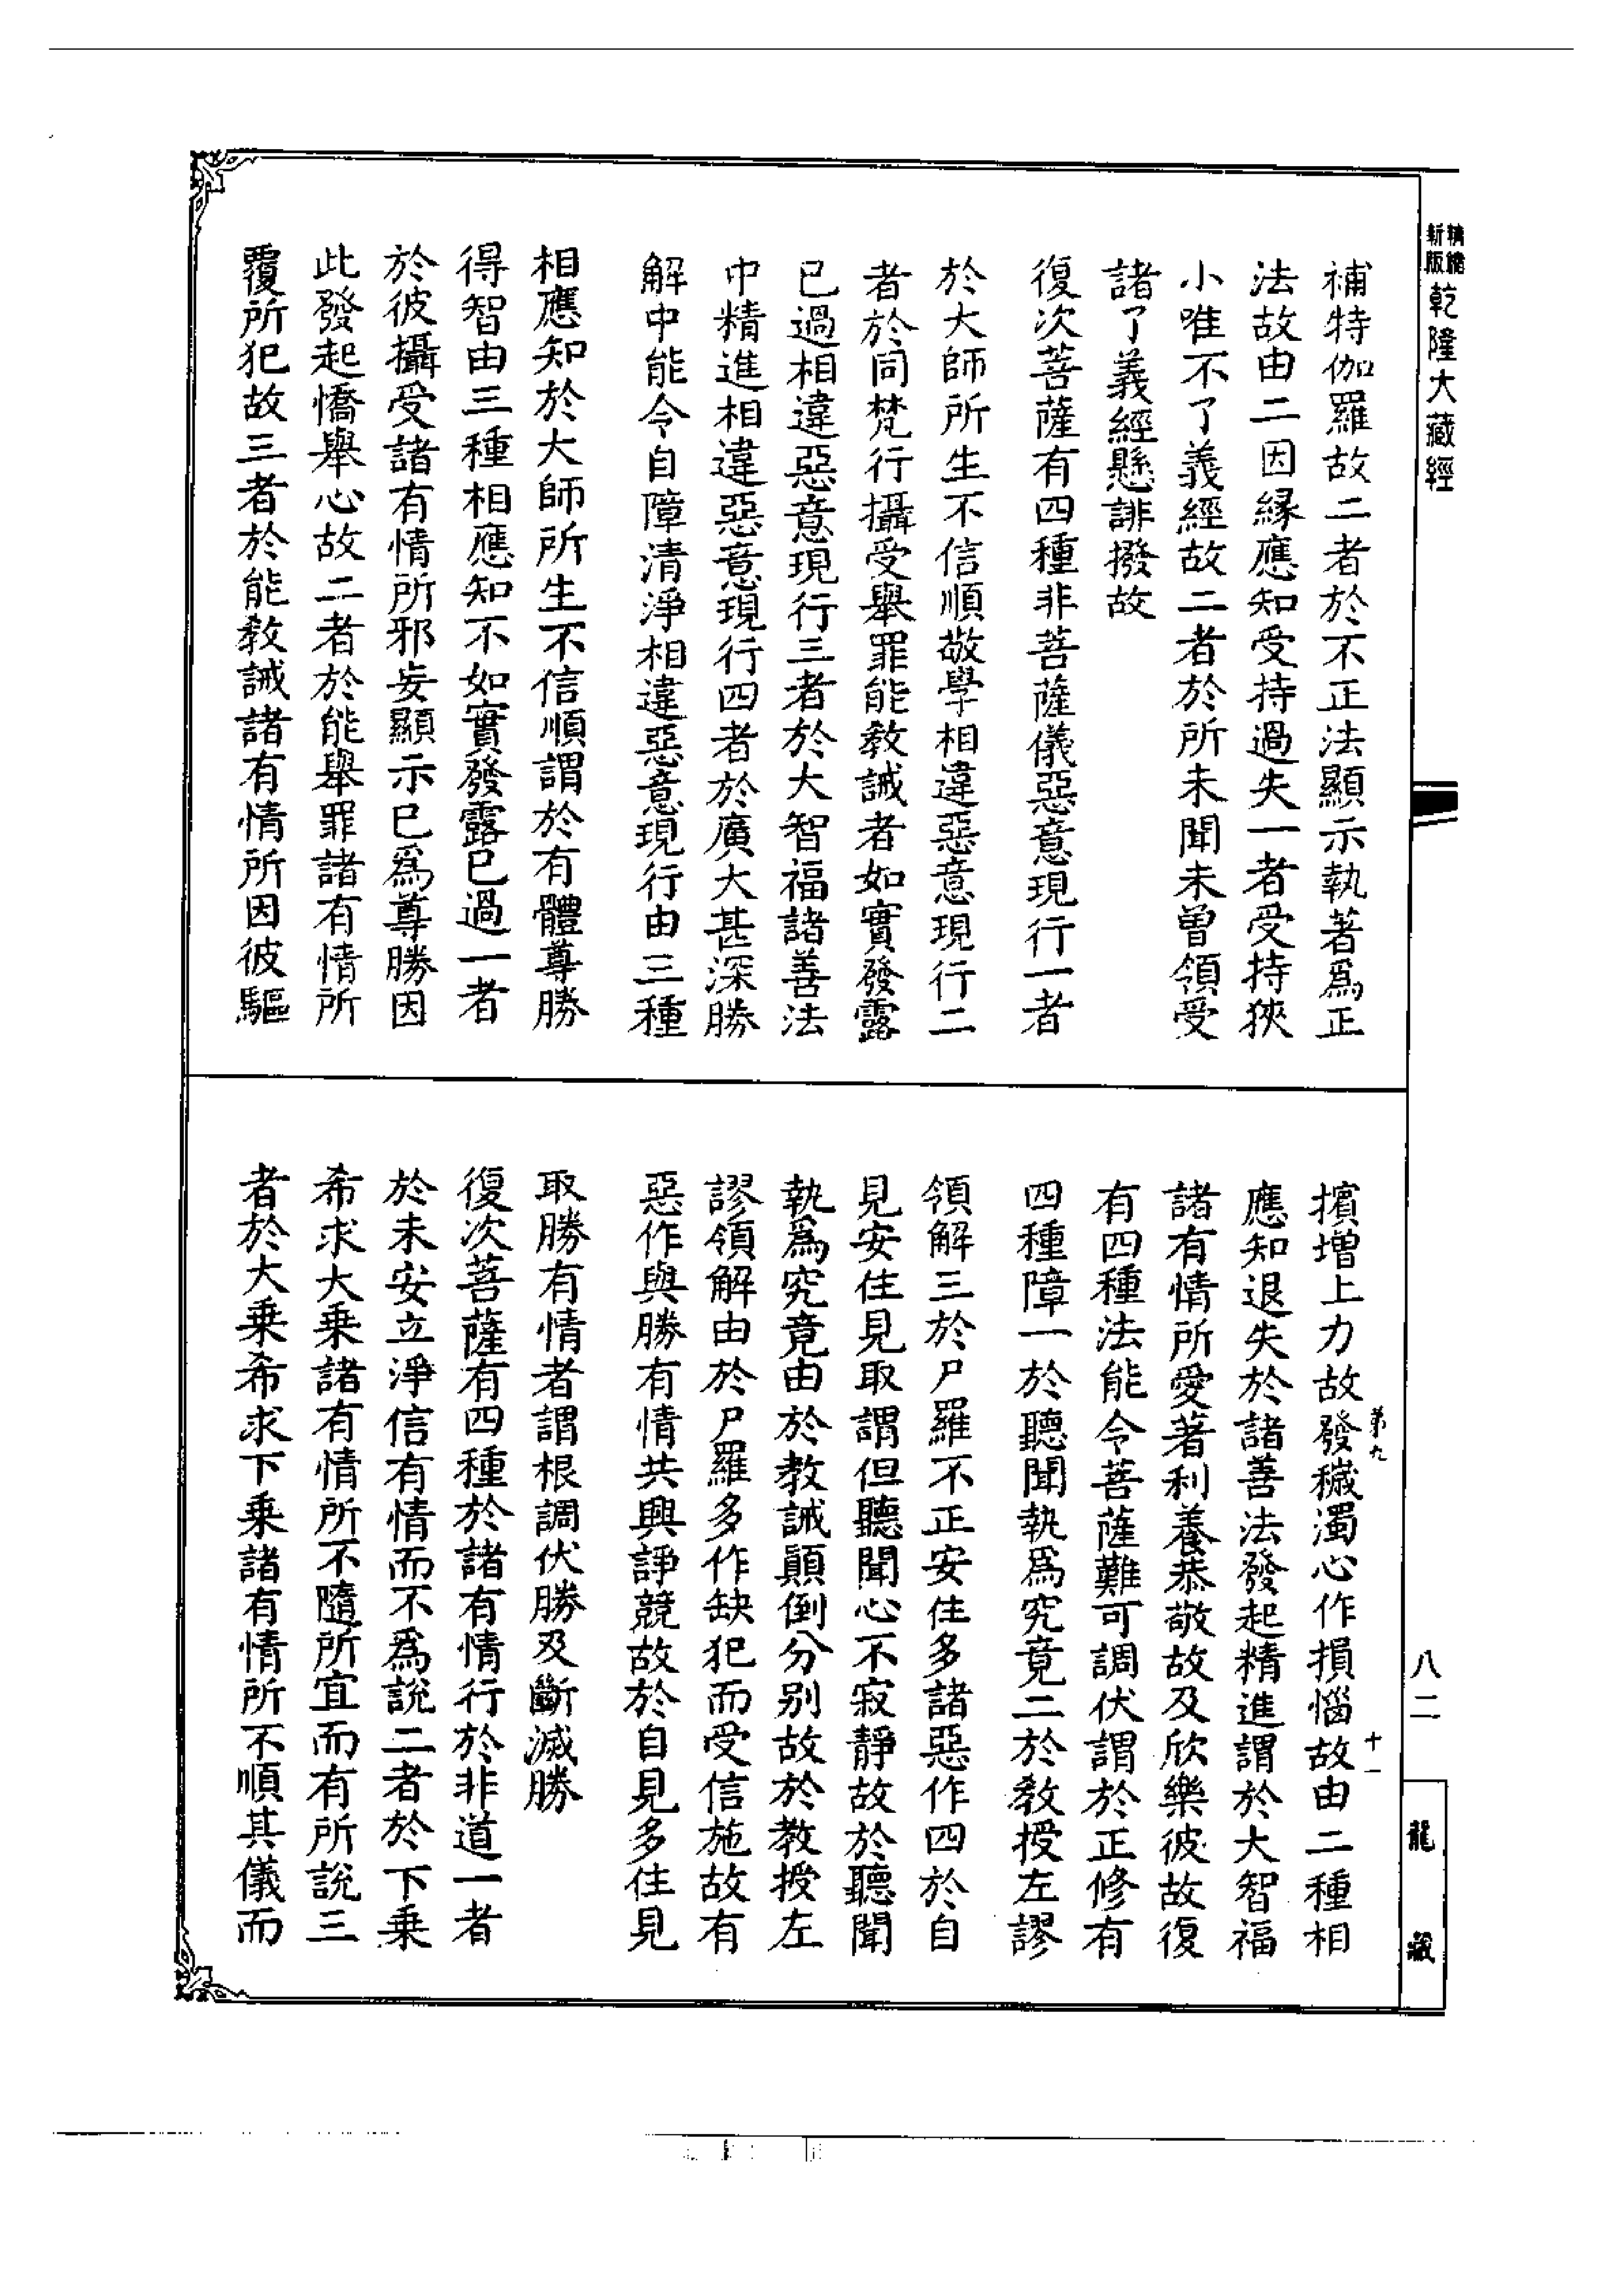 新版精縮乾隆大藏經
補特伽羅故二者於不正法顯示執著爲正
法故由二因緣應知受持過失一者受持狹
小唯不了義經故二者於所未聞未曾領受
諸了義經懸誹撥故
復次菩薩有四種非菩薩儀惡意現行一者
於大師所生不信順敬學相違惡意現行二
者於同梵行攝受舉罪能教誡者如實發露
已過相違惡意現行三者於大智福諸善法
中精進相違惡意現行四者於廣大甚深勝
解中能令自障清淨相違惡意現行由三種
相應知於大師所生不信順謂於有體尊勝
得智由三種相應知不如實發露已過一者
於彼攝受諸有情所邪妄顯示已爲尊勝因
此發起憍舉心故二者於能舉罪諸有情所
覆所犯故三者於能教誡諸有情所因彼驅
擯增上力故發穢濁心作損惱故由二種相
應知退失於諸善法發起精進謂於大智福
諸有情所愛著利養恭敬故及欣樂彼故復
有四種法能令菩薩難可調伏謂於正修有
四種障一於聽聞執爲究竟二於教授左謬
領解三於尸羅不正安住多諸惡作四於自
見安住見取謂但聽聞心不寂靜故於聽聞
執爲究竟由於教誡顛倒分別故於教授左
謬領解由於尸羅多作缺犯而受信施故有
惡作與勝有情共興諍競故於自見多住見
取勝有情者謂根調伏勝及斷滅勝
復次菩薩有四種於諸有情行於非道一者
於未安立淨信有情而不爲說二者於下乘
希求大乘諸有情所不隨所宜而有所說三
者於大乘希求下乘諸有情所不順其儀而
第九
十一
八二
龍藏